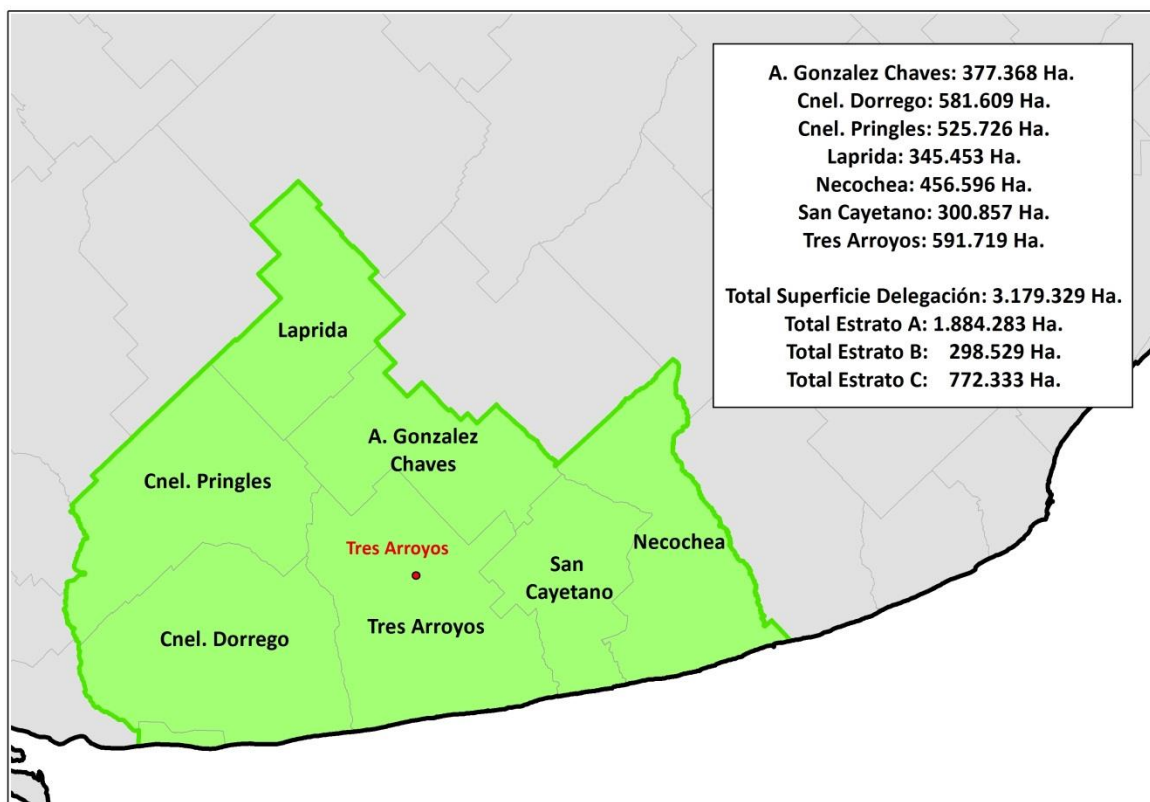 A. Gonzalez Chaves: 377.368 Ha.
Cnel. Dorrego: 581.609 Ha.
Cnel. Pringles: 525.726 Ha.
Laprida: 345.453 Ha.
Necochea: 456.596 Ha.
San Cayetano: 300.857 Ha.
Tres Arroyos: 591.719 Ha.
Total Superficie Delegación: 3.179.329 Ha.
Total Estrato A: 1.884.283 Ha.
Total Estrato B: 298.529 Ha.
Total Estrato C: 772.333 Ha.
Laprida
A. Gonzalez
Chaves
Cnel. Pringles
Necochea
Tres Arroyos
San
Cayetano
Tres Arroyos
Cnel. Dorrego